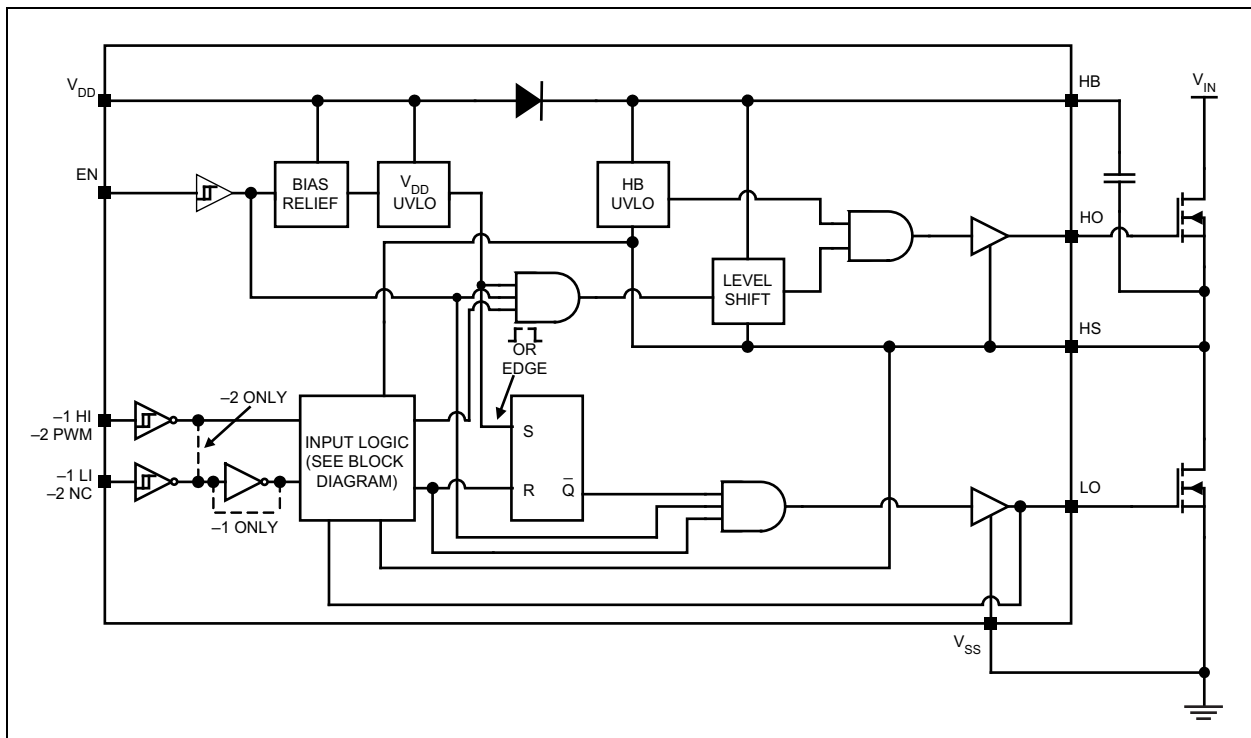 V_DD
HB
V_IN
EN
BIAS
RELIEF
V_DD
UVLO
HB
UVLO
HO
LEVEL
SHIFT
OR
EDGE
HS
–2 ONLY
–1 HI
–2 PWM
INPUT LOGIC
(SEE BLOCK
DIAGRAM)
S
–1 LI
–2 NC
R
Q̅
LO
–1 ONLY
V_SS